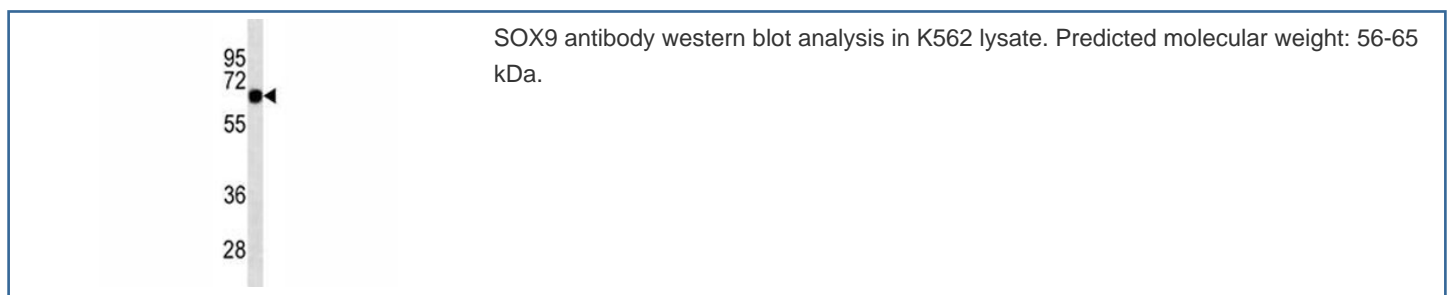 SOX9 antibody western blot analysis in K562 lysate. Predicted molecular weight: 56-65
kDa.
95
72
55
36
28